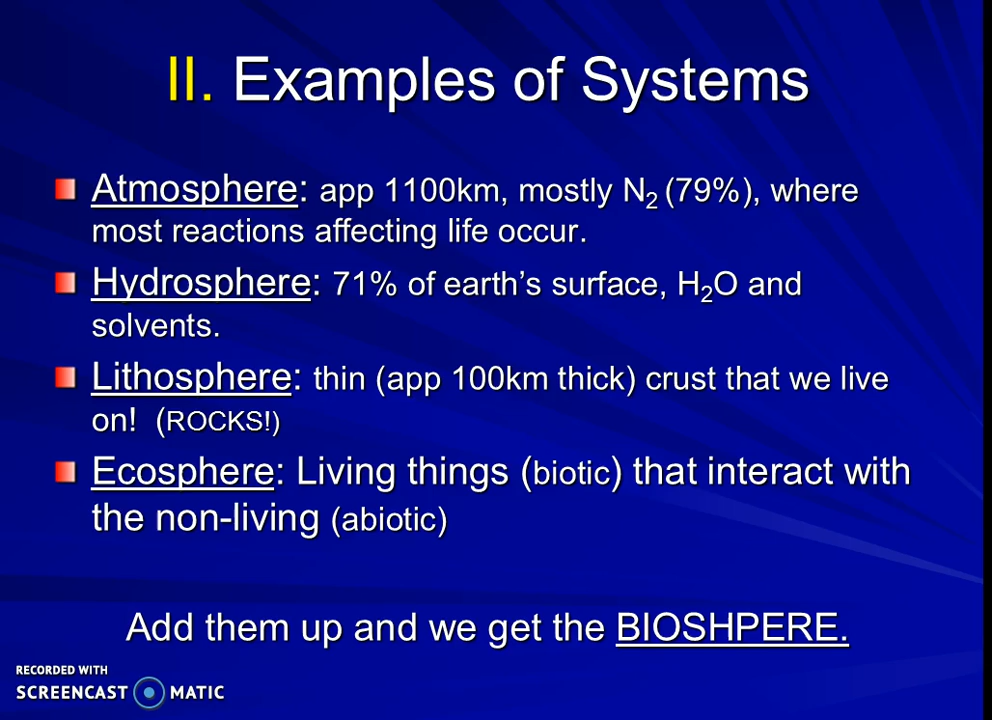 II. Examples of Systems
Atmosphere: app 1100km, mostly N₂ (79%), where
most reactions affecting life occur.
Hydrosphere: 71% of earth’s surface, H₂O and
solvents.
Lithosphere: thin (app 100km thick) crust that we live
on! (ROCKS!)
Ecosphere: Living things (biotic) that interact with
the non-living (abiotic)
Add them up and we get the BIOSHPERE.
RECORDED WITH
SCREENCAST MATIC